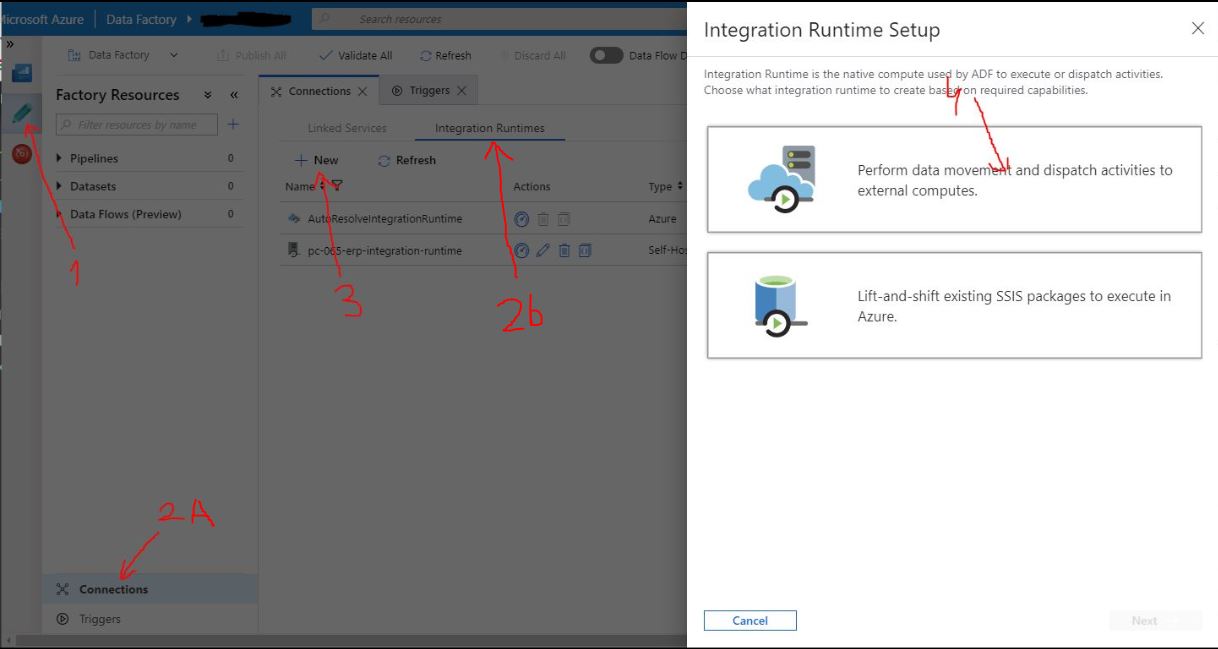 Microsoft Azure
Data Factory
Search resources
»
Data Factory
Publish All
Validate All
Refresh
Discard All
Data Flow D
Factory Resources
«
Filter resources by name
+
Pipelines 0
Datasets 0
Data Flows (Preview) 0
Connections
Triggers
Linked Services
Integration Runtimes
+ New
Refresh
Name
Actions
Type
AutoResolveIntegrationRuntime
Azure
pc-065-erp-integration-runtime
Self-Hos
1
2A
2b
3
4
Connections
Triggers
Integration Runtime Setup
Integration Runtime is the native compute used by ADF to execute or dispatch activities.
Choose what integration runtime to create based on required capabilities.
Perform data movement and dispatch activities to
external computes.
Lift-and-shift existing SSIS packages to execute in
Azure.
Cancel
Next